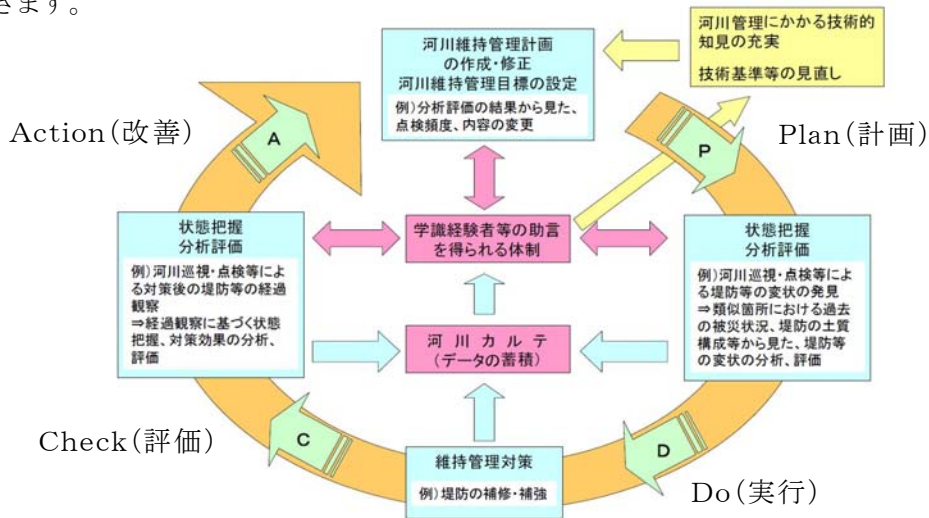 きます。
河川維持管理計画
の作成・修正
河川維持管理目標の設定
例)分析評価の結果から見た、
点検頻度、内容の変更
河川管理にかかる技術的
知見の充実
技術基準等の見直し
Action(改善)
A
P
Plan(計画)
状態把握
分析評価
例)河川巡視・点検等によ
る対策後の堤防等の経過
観察
⇒経過観察に基づく状態
把握、対策効果の分析、
評価
学識経験者等の助言
を得られる体制
状態把握
分析評価
例)河川巡視・点検等によ
る堤防等の変状の発見
⇒類似箇所における過去
の被災状況、堤防の土質
構成等から見た、堤防等
の変状の分析、評価
河川カルテ
(データの蓄積)
Check(評価)
C
維持管理対策
例)堤防の補修・補強
D
Do(実行)